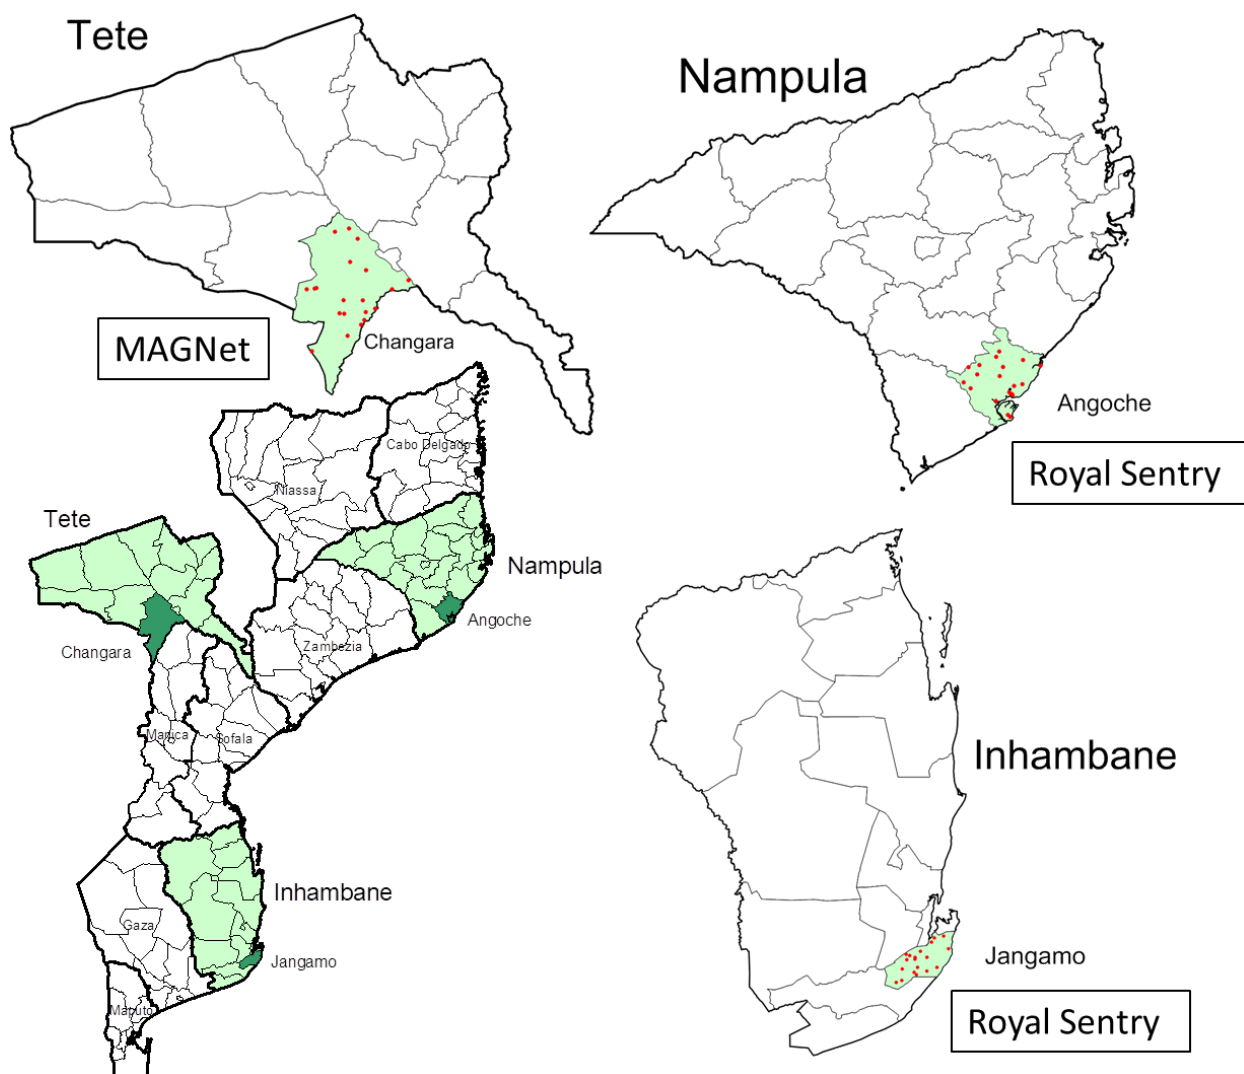 Tete
Nampula
Changara
MAGNet
Angoche
Royal Sentry
Cabo Delgado
Niassa
Tete
Nampula
Angoche
Changara
Zambezia
Manica
Sofala
Inhambane
Inhambane
Gaza
Jangamo
Jangamo
Maputo
Royal Sentry